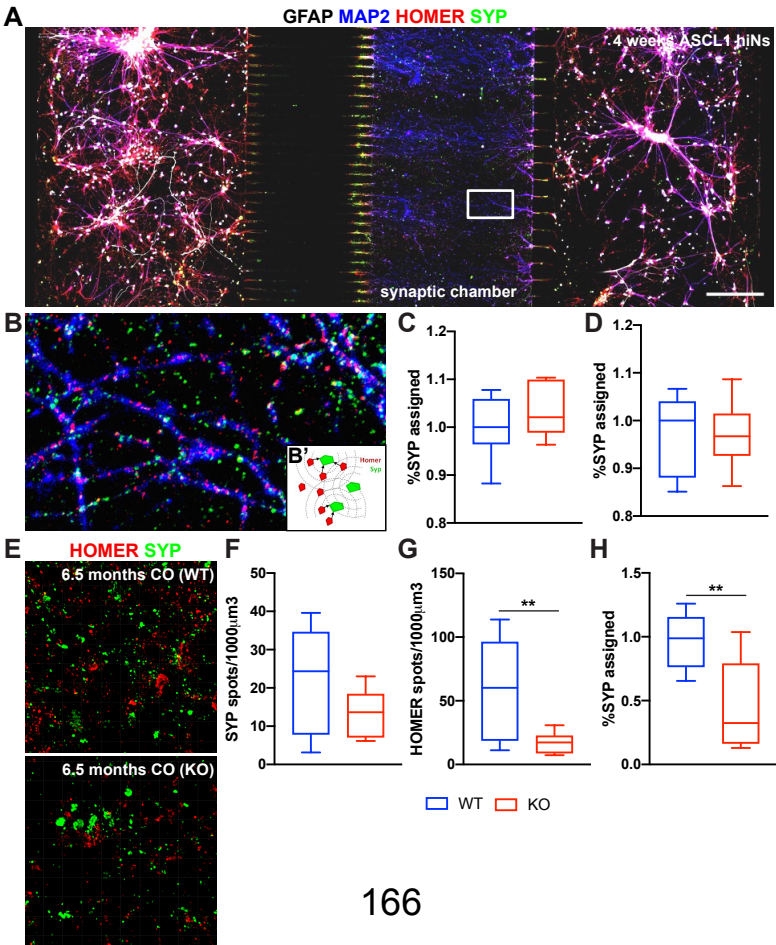 A
GFAP MAP2 HOMER SYP
4 weeks ASCL1 hiNs
synaptic chamber
B
B'
Homer
Syp
C
%SYP assigned
1.2
1.1
1.0
0.9
0.8
D
%SYP assigned
1.2
1.1
1.0
0.9
0.8
E
HOMER SYP
6.5 months CO (WT)
6.5 months CO (KO)
F
SYP spots/1000µm3
50
40
30
20
10
0
G
HOMER spots/1000µm3
150
100
50
0
**
H
%SYP assigned
1.5
1.0
0.5
0.0
**
WT KO
166